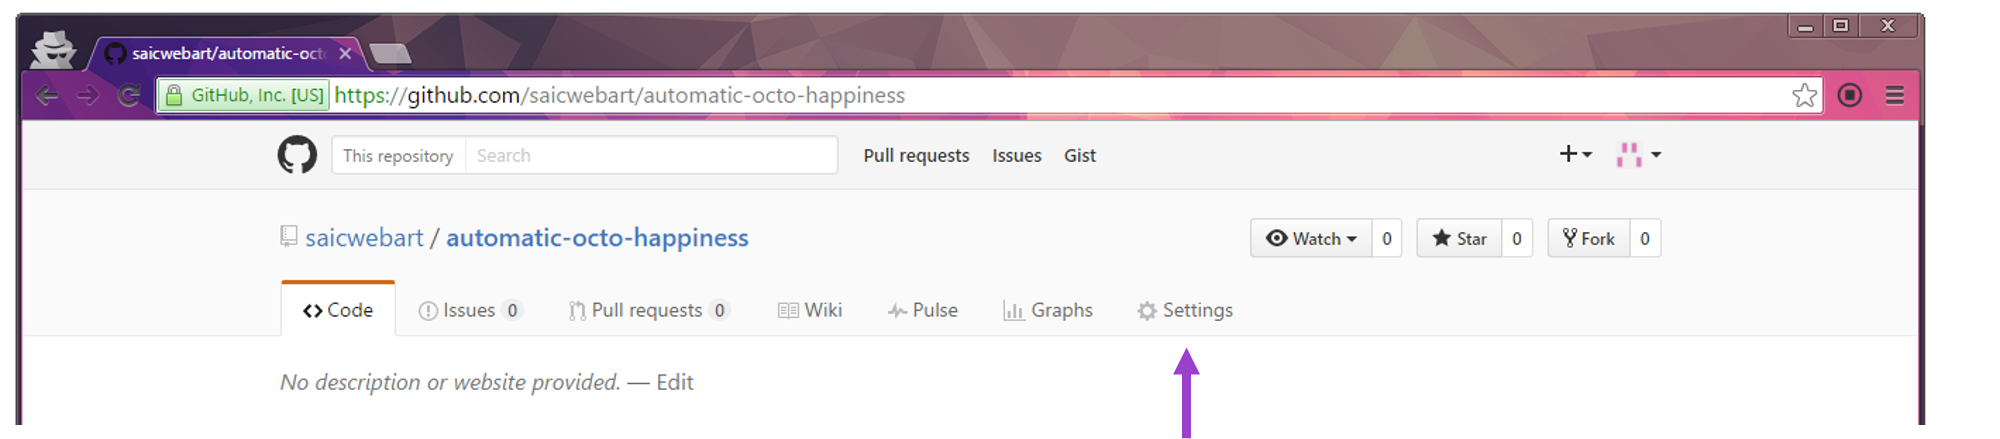 saicwebart/automatic-octo
GitHub, Inc. [US] https://github.com/saicwebart/automatic-octo-happiness
This repository Search Pull requests Issues Gist
saicwebart / automatic-octo-happiness Watch 0 Star 0 Fork 0
Code Issues 0 Pull requests 0 Wiki Pulse Graphs Settings
No description or website provided. — Edit